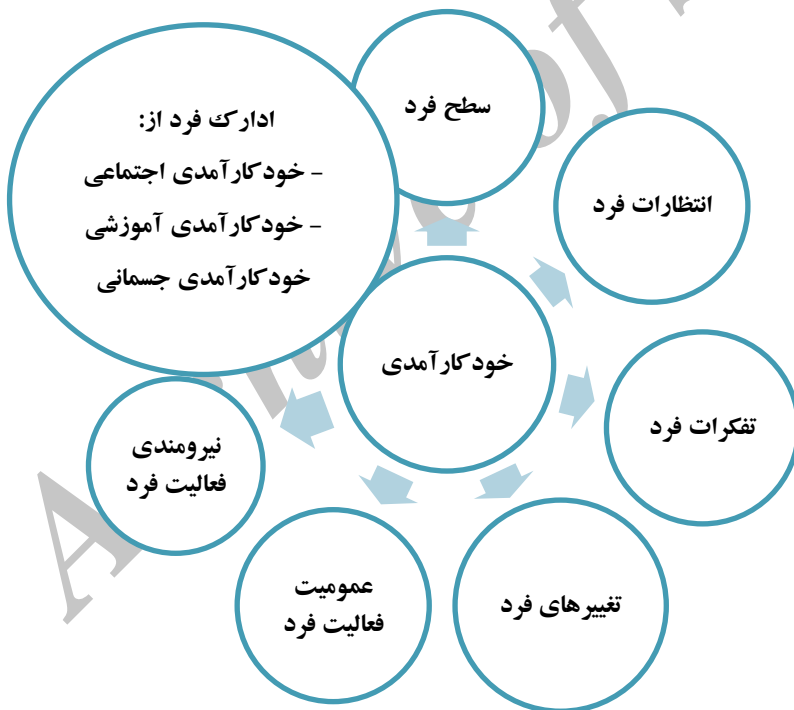 سطح فرد
ادارک فرد از:
- خودکارآمدی اجتماعی
- خودکارآمدی آموزشی
خودکارآمدی جسمانی
انتظارات فرد
خودکارآمدی
تفکرات فرد
نیرومندی
فعالیت فرد
عمومیت
فعالیت فرد
تغییرهای فرد